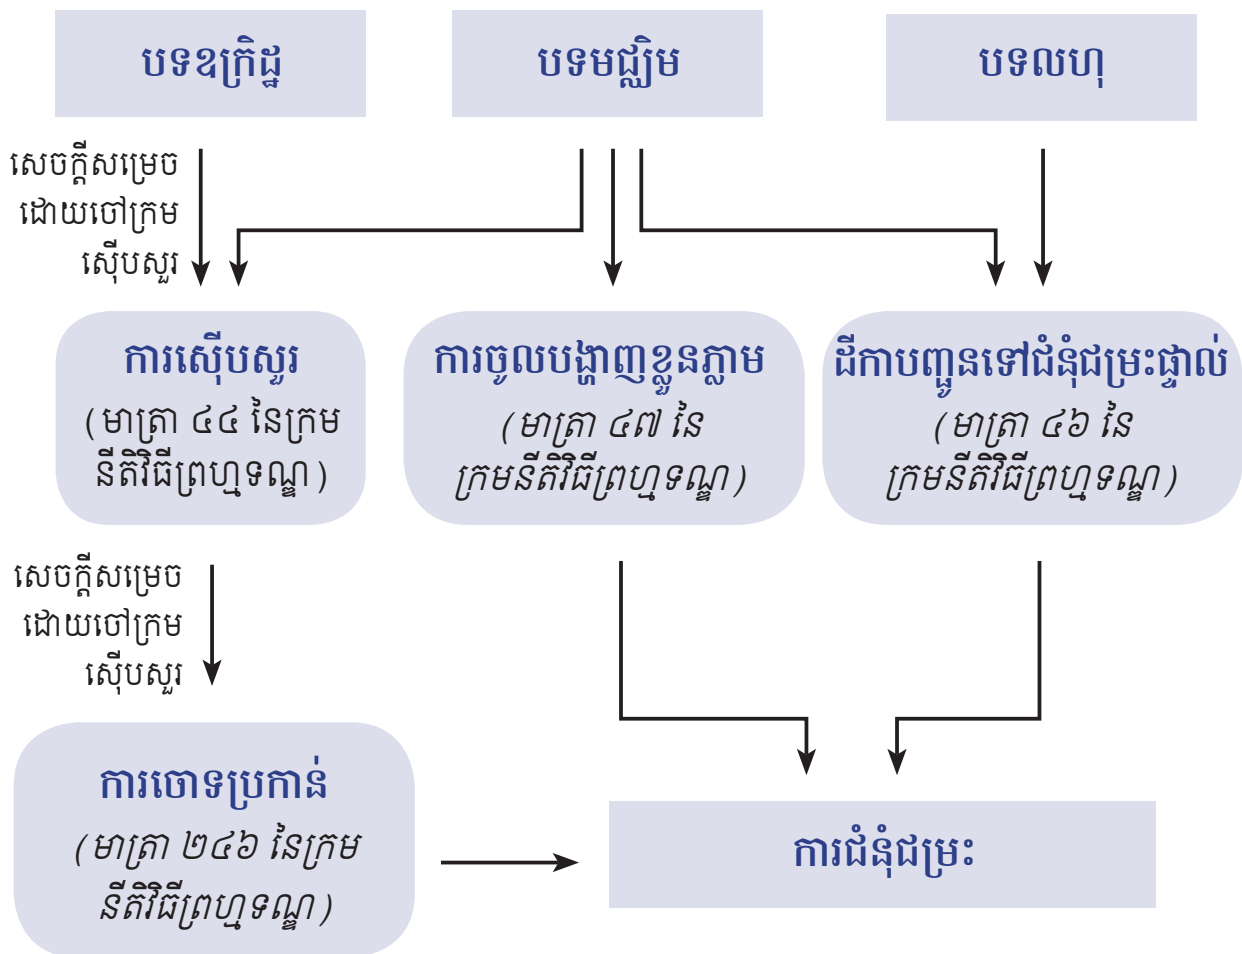 បទឧក្រិដ្ឋ
បទមជ្ឈិម
បទលហុ
សេចក្តីសម្រេច
ដោយចៅក្រម
ស៊ើបសួរ
ការស៊ើបសួរ
(មាត្រា ៤៤ នៃក្រម
នីតិវិធីព្រហ្មទណ្ឌ)
ការចូលបង្ហាញខ្លួនភ្លាម
(មាត្រា ៤៧ នៃ
ក្រមនីតិវិធីព្រហ្មទណ្ឌ)
ដីកាបញ្ជូនទៅជំនុំជម្រះផ្ទាល់
(មាត្រា ៤៦ នៃ
ក្រមនីតិវិធីព្រហ្មទណ្ឌ)
សេចក្តីសម្រេច
ដោយចៅក្រម
ស៊ើបសួរ
ការចោទប្រកាន់
(មាត្រា ២៤៦ នៃក្រម
នីតិវិធីព្រហ្មទណ្ឌ)
ការជំនុំជម្រះ